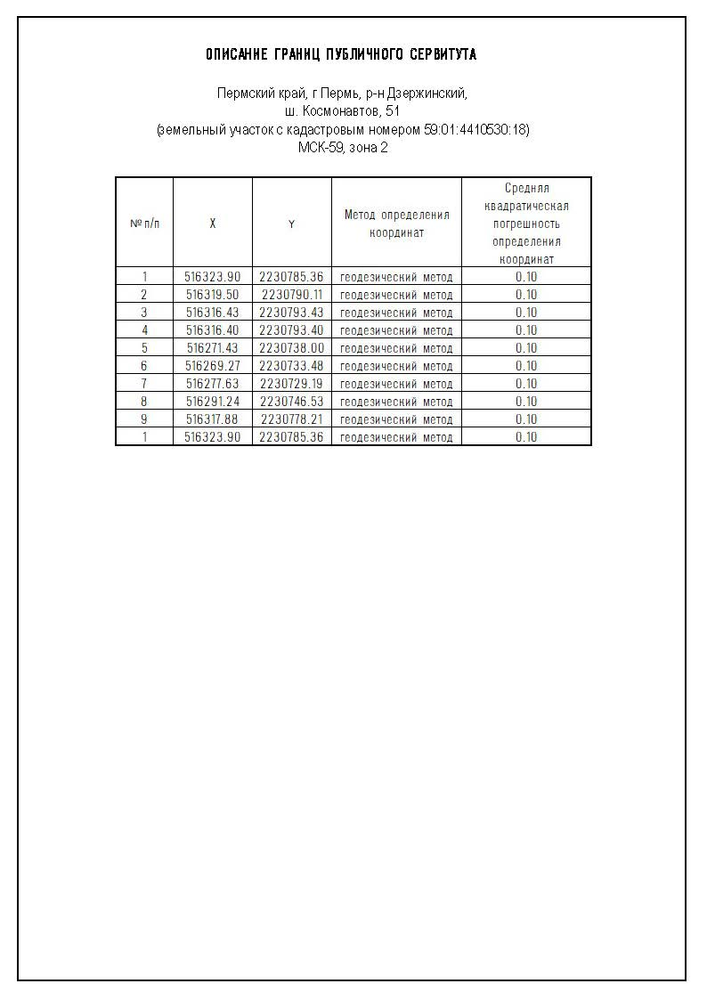 ОПИСАНИЕ ГРАНИЦ ПУБЛИЧНОГО СЕРВИТУТА
Пермский край, г Пермь, р-н Дзержинский,
ш. Космонавтов, 51
(земельный участок с кадастровым номером 59:01:4410530:18)
МСК-59, зона 2
№ п/п X Y Метод определения координат Средняя квадратическая погрешность определения координат
1 516323.90 2230785.36 геодезический метод 0.10
2 516319.50 2230790.11 геодезический метод 0.10
3 516316.43 2230793.43 геодезический метод 0.10
4 516316.40 2230793.40 геодезический метод 0.10
5 516271.43 2230738.00 геодезический метод 0.10
6 516269.27 2230733.48 геодезический метод 0.10
7 516277.63 2230729.19 геодезический метод 0.10
8 516291.24 2230746.53 геодезический метод 0.10
9 516317.88 2230778.21 геодезический метод 0.10
1 516323.90 2230785.36 геодезический метод 0.10